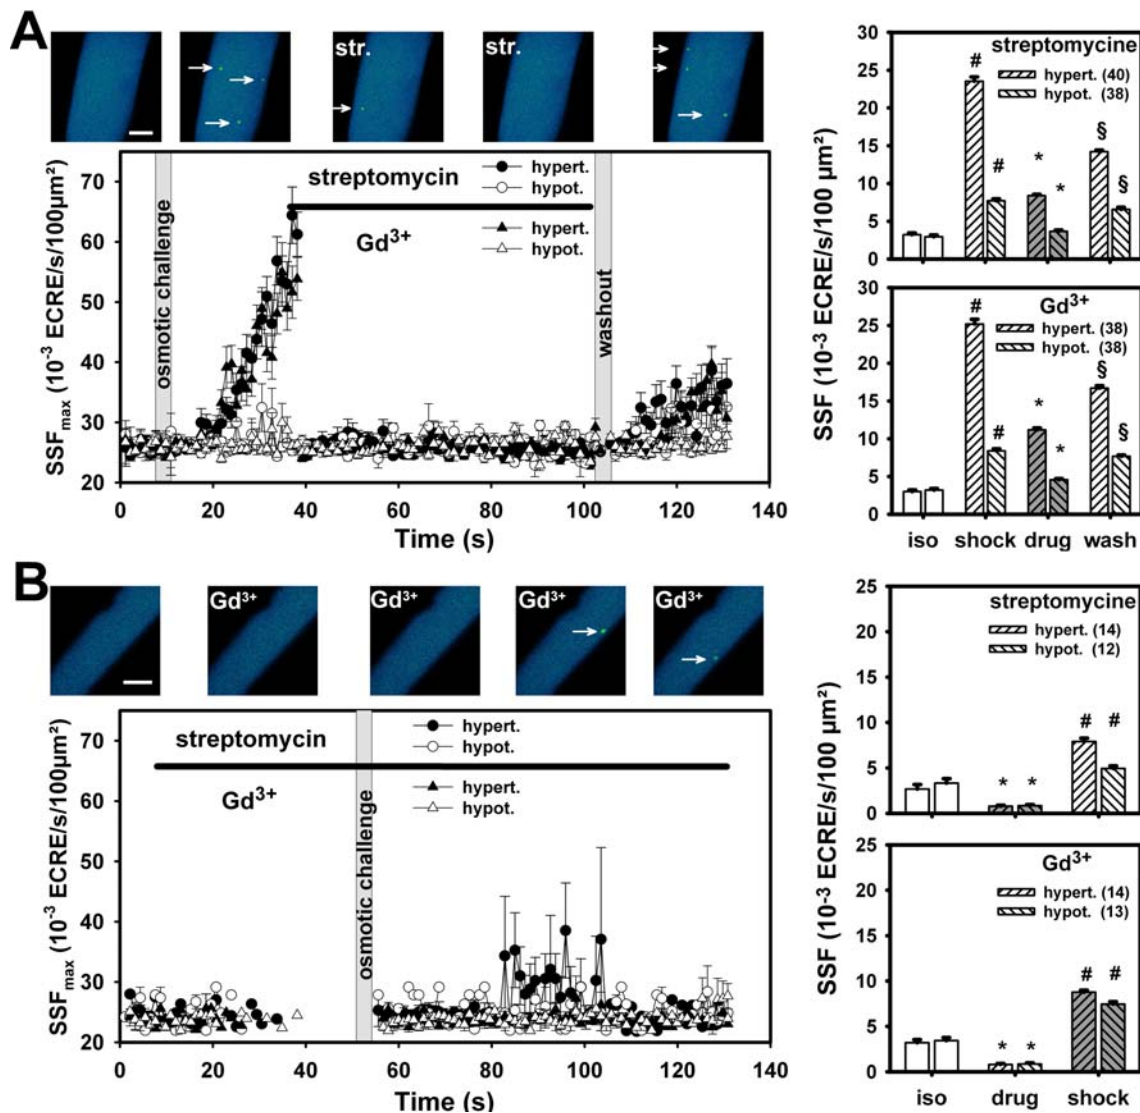 A
str.
str.
SSFmax (10⁻³ ECRE/s/100µm²)
70
60
50
40
30
20
osmotic challenge
streptomycin
Gd³⁺
hypert.
hypot.
hypert.
hypot.
washout
0
20
40
60
80
100
120
140
Time (s)
SSF (10⁻³ ECRE/s/100 µm²)
30
25
20
15
10
5
0
streptomycine
hypert. (40)
hypot. (38)
#
#
*
*
§
§
30
25
20
15
10
5
0
Gd³⁺
hypert. (38)
hypot. (38)
#
#
*
*
§
§
iso shock drug wash
B
Gd³⁺
Gd³⁺
Gd³⁺
Gd³⁺
SSFmax (10⁻³ ECRE/s/100µm²)
70
60
50
40
30
20
streptomycin
Gd³⁺
osmotic challenge
hypert.
hypot.
hypert.
hypot.
0
20
40
60
80
100
120
140
Time (s)
SSF (10⁻³ ECRE/s/100 µm²)
25
20
15
10
5
0
streptomycine
hypert. (14)
hypot. (12)
*
*
#
#
25
20
15
10
5
0
Gd³⁺
hypert. (14)
hypot. (13)
*
*
#
#
iso drug shock